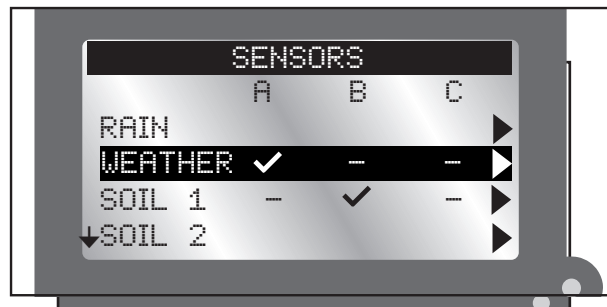 SENSORS
A B C
RAIN
WEATHER ✓ – –
SOIL 1 – ✓ –
SOIL 2